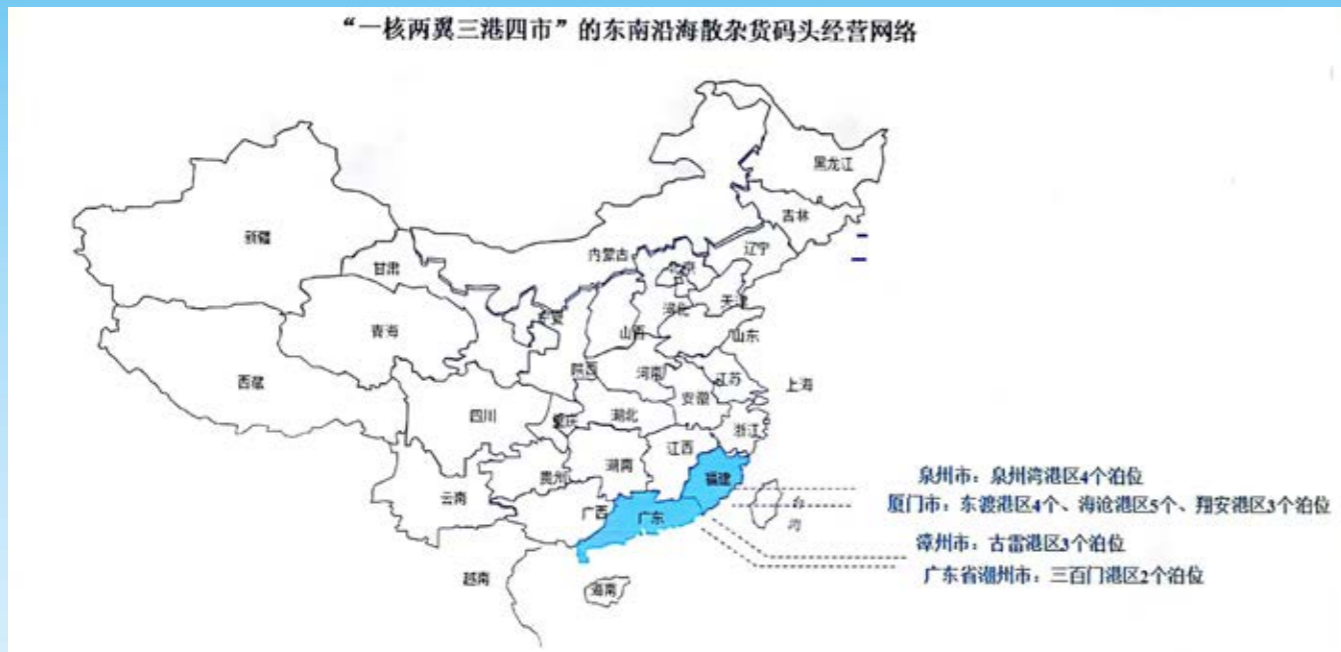 “一核两翼三港四市”的东南沿海散杂货码头经营网络
黑龙江
吉林
新疆
辽宁
内蒙古
北京
甘肃
天津
河北
宁夏
青海
山西
山东
陕西
河南
西藏
江苏
上海
安徽
四川
重庆
湖北
浙江
江西
湖南
贵州
福建
云南
广西
广东
台湾
越南
海南
泉州市：泉州湾港区4个泊位
厦门市：东渡港区4个、海沧港区5个、翔安港区3个泊位
漳州市：古雷港区3个泊位
广东省潮州市：三百门港区2个泊位